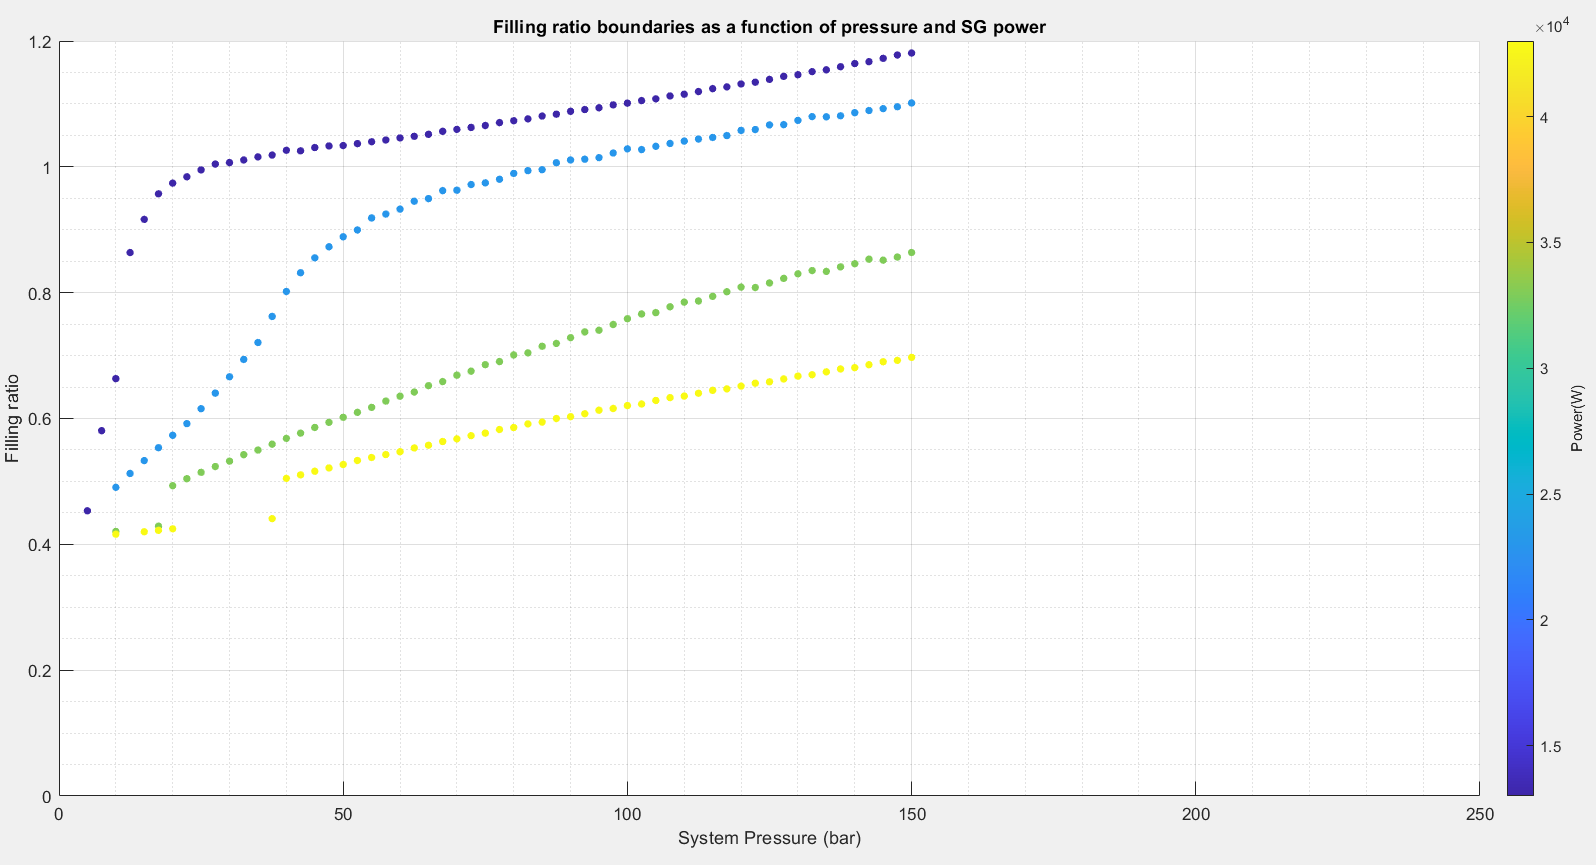 Filling ratio boundaries as a function of pressure and SG power
×10⁴
1.2
1
0.8
0.6
0.4
0.2
0
Filling ratio
0 50 100 150 200 250
System Pressure (bar)
4
3.5
3
2.5
2
1.5
Power(W)